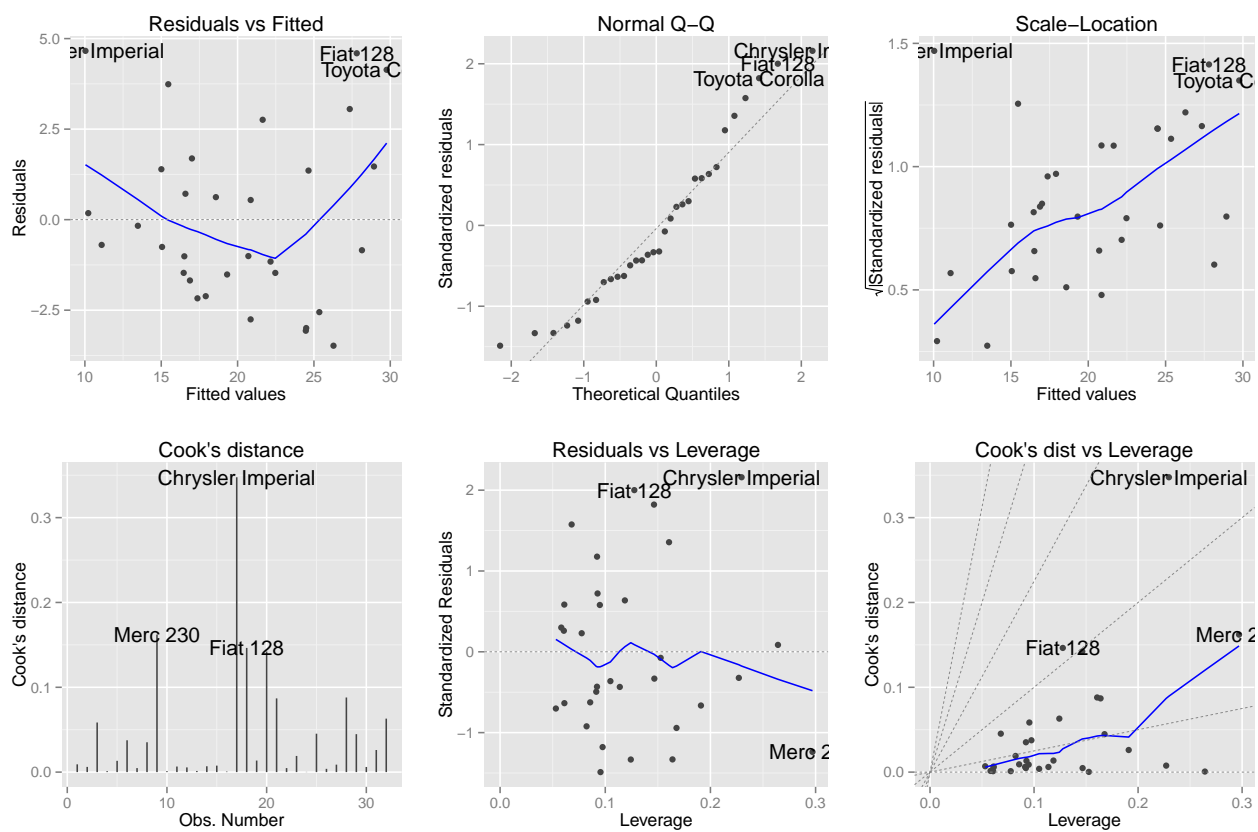 Residuals vs Fitted
5.0
2.5
0.0
−2.5
Residuals
er Imperial
Fiat 128
Toyota C
10 15 20 25 30
Fitted values
Normal Q−Q
2
1
0
−1
Standardized residuals
Chrysler Ir
Fiat 128
Toyota Corolla
−2 −1 0 1 2
Theoretical Quantiles
Scale−Location
1.5
1.0
0.5
√|Standardized residuals|
er Imperial
Fiat 128
Toyota Co
10 15 20 25 30
Fitted values
Cook's distance
0.3
0.2
0.1
0.0
Cook's distance
Chrysler Imperial
Merc 230
Fiat 128
0 10 20 30
Obs. Number
Residuals vs Leverage
2
1
0
−1
Standardized Residuals
Chrysler Imperial
Fiat 128
Merc 2
0.0 0.1 0.2 0.3
Leverage
Cook's dist vs Leverage
0.3
0.2
0.1
0.0
Cook's distance
Chrysler Imperial
Merc 2
Fiat 128
0.0 0.1 0.2 0.3
Leverage